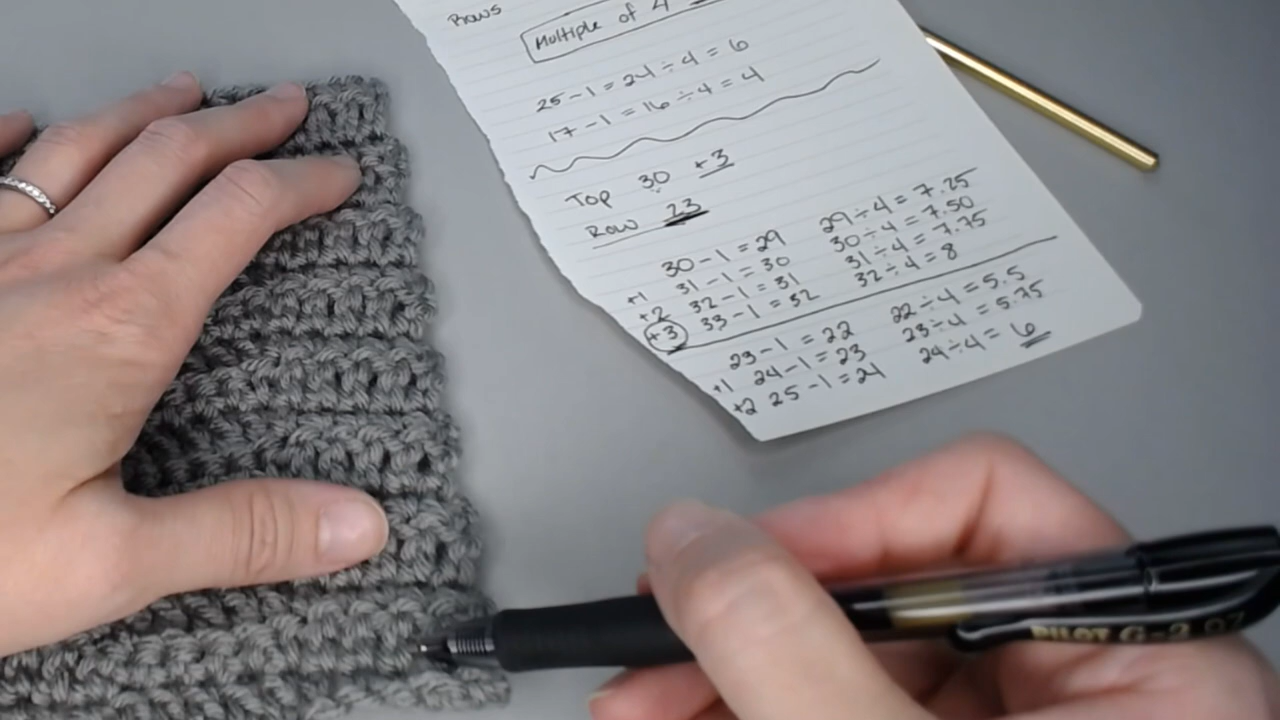 Rows
Multiple of 4
25-1=24÷4=6
17-1=16÷4=4
Top 30 +3
Row 23
30-1=29 29÷4=7.25
+1 31-1=30 30÷4=7.50
+2 32-1=31 31÷4=7.75
+3 33-1=32 32÷4=8
23-1=22 22÷4=5.5
+1 24-1=23 23÷4=5.75
+2 25-1=24 24÷4=6
PILOT G-2 07